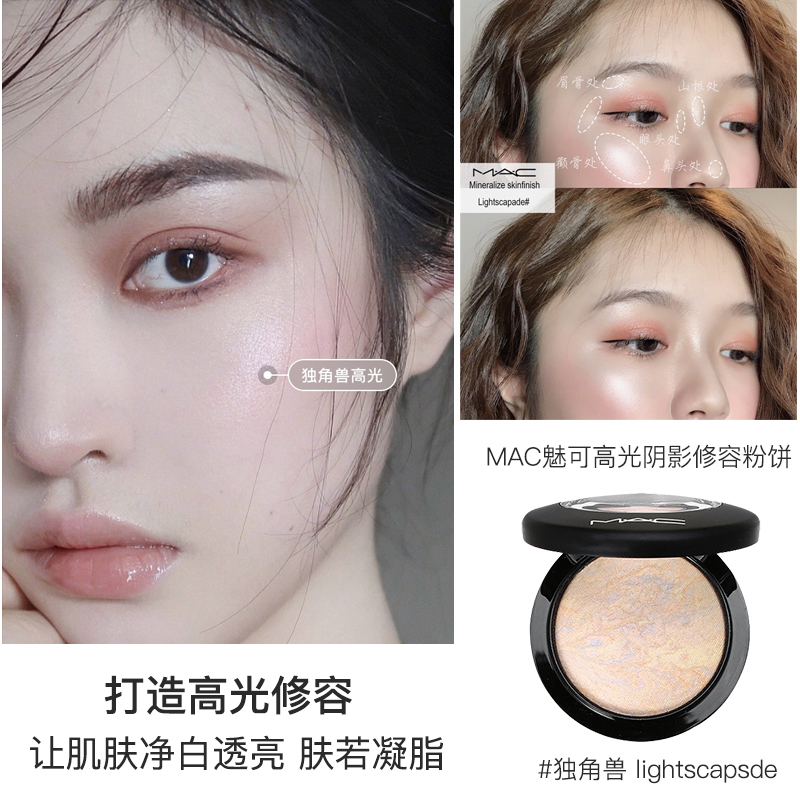 独角兽高光
眉骨处
山根处
眼头处
颧骨处
鼻头处
MAC
Mineralize skinfinish
Lightscapade#
MAC魅可高光阴影修容粉饼
MAC
打造高光修容
让肌肤净白透亮 肤若凝脂
#独角兽 lightscapsde